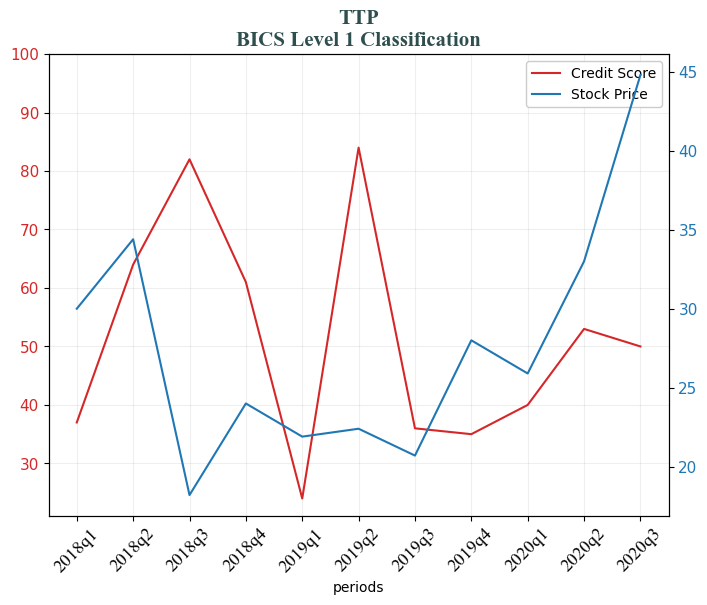 TTP
BICS Level 1 Classification
100
90
80
70
60
50
40
30
Credit Score
Stock Price
45
40
35
30
25
20
2018q1
2018q2
2018q3
2018q4
2019q1
2019q2
2019q3
2019q4
2020q1
2020q2
2020q3
periods